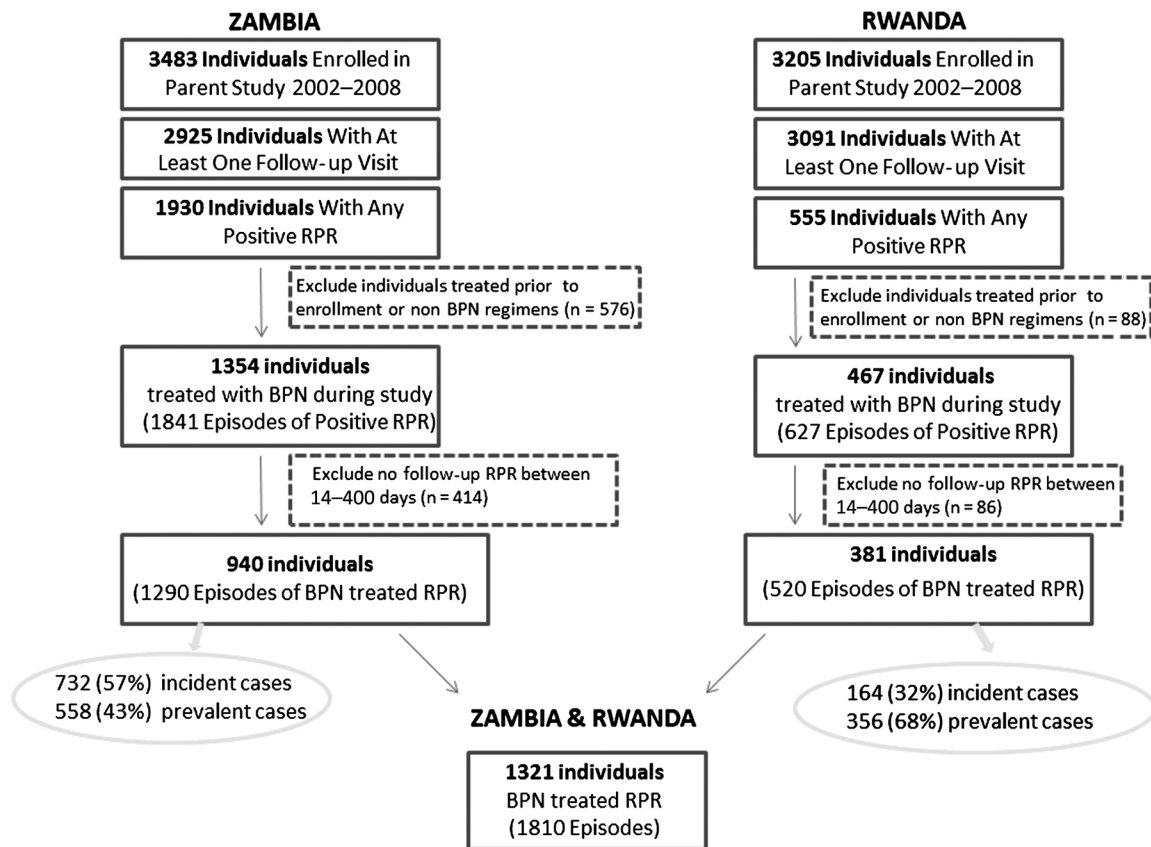 ZAMBIA
3483 Individuals Enrolled in
Parent Study 2002–2008
2925 Individuals With At
Least One Follow-up Visit
1930 Individuals With Any
Positive RPR
Exclude individuals treated prior to
enrollment or non BPN regimens (n = 576)
1354 individuals
treated with BPN during study
(1841 Episodes of Positive RPR)
Exclude no follow-up RPR between
14–400 days (n = 414)
940 individuals
(1290 Episodes of BPN treated RPR)
732 (57%) incident cases
558 (43%) prevalent cases
RWANDA
3205 Individuals Enrolled in
Parent Study 2002–2008
3091 Individuals With At
Least One Follow-up Visit
555 Individuals With Any
Positive RPR
Exclude individuals treated prior to
enrollment or non BPN regimens (n = 88)
467 individuals
treated with BPN during study
(627 Episodes of Positive RPR)
Exclude no follow-up RPR between
14–400 days (n = 86)
381 individuals
(520 Episodes of BPN treated RPR)
164 (32%) incident cases
356 (68%) prevalent cases
ZAMBIA & RWANDA
1321 individuals
BPN treated RPR
(1810 Episodes)